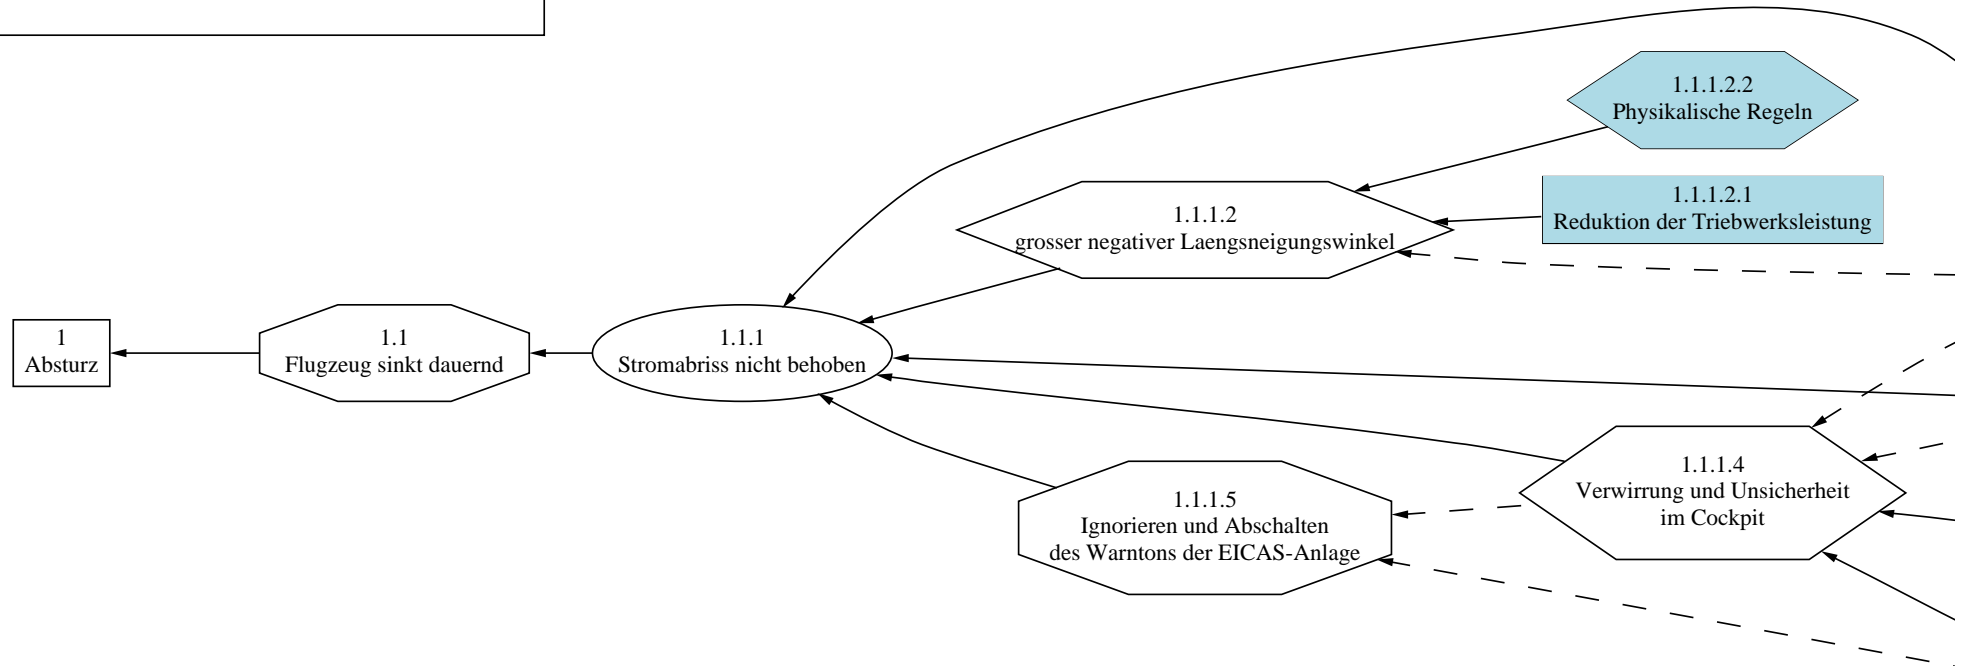 1.1.1.2.2
Physikalische Regeln
1.1.1.2.1
Reduktion der Triebwerksleistung
1.1.1.2
grosser negativer Laengsneigungswinkel
1
Absturz
1.1
Flugzeug sinkt dauernd
1.1.1
Stromabriss nicht behoben
1.1.1.4
Verwirrung und Unsicherheit
im Cockpit
1.1.1.5
Ignorieren und Abschalten
des Warntons der EICAS-Anlage